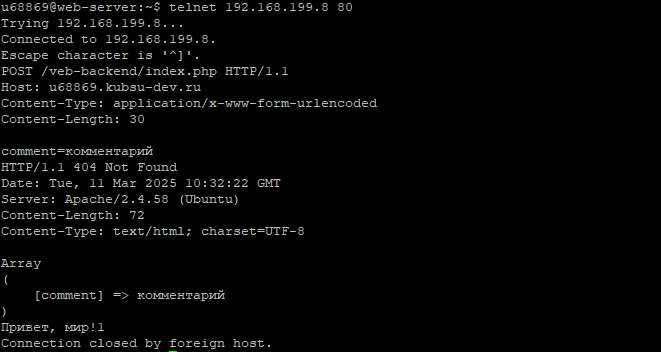 u68869@web-server:~$ telnet 192.168.199.8 80
Trying 192.168.199.8...
Connected to 192.168.199.8.
Escape character is '^]'.
POST /veb-backend/index.php HTTP/1.1
Host: u68869.kubsu-dev.ru
Content-Type: application/x-www-form-urlencoded
Content-Length: 30

comment=комментарий
HTTP/1.1 404 Not Found
Date: Tue, 11 Mar 2025 10:32:22 GMT
Server: Apache/2.4.58 (Ubuntu)
Content-Length: 72
Content-Type: text/html; charset=UTF-8

Array
(
    [comment] => комментарий
)
Привет, мир!1
Connection closed by foreign host.